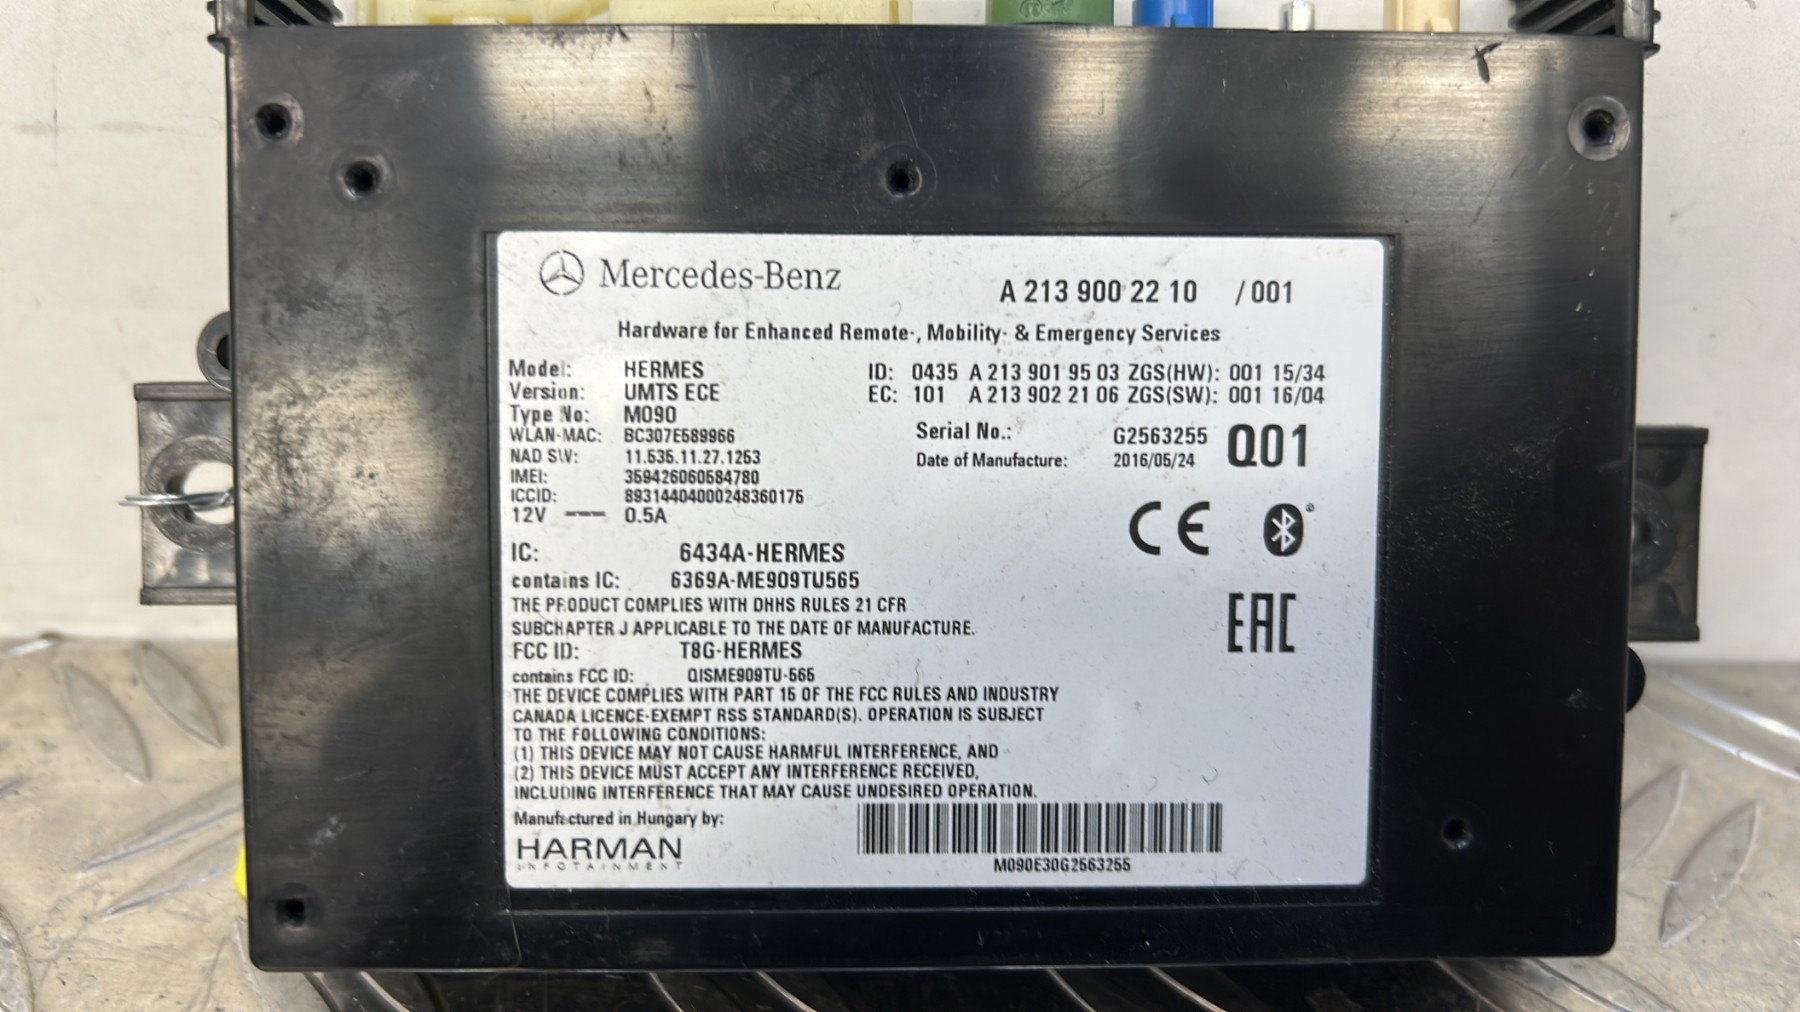 Mercedes-Benz
A 213 900 22 10 /001
Hardware for Enhanced Remote-, Mobility- & Emergency Services
Model: HERMES ID: 0435 A 213 901 95 03 ZGS(HW): 001 15/34
Version: UMTS ECE EC: 101 A 213 902 21 06 ZGS(SW): 001 16/04
Type No: M090
WLAN-MAC: BC307E589966 Serial No.: G2563255 Q01
NAD SW: 11.535.11.27.1253 Date of Manufacture: 2016/05/24
IMEI: 359426060584780
ICCID: 89314404000248360175
12V 0.5A
CE
IC: 6434A-HERMES
contains IC: 6369A-ME909TU565
THE PRODUCT COMPLIES WITH DHHS RULES 21 CFR
SUBCHAPTER J APPLICABLE TO THE DATE OF MANUFACTURE.
EAC
FCC ID: T8G-HERMES
contains FCC ID: QISME909TU-565
THE DEVICE COMPLIES WITH PART 15 OF THE FCC RULES AND INDUSTRY
CANADA LICENCE-EXEMPT RSS STANDARD(S). OPERATION IS SUBJECT
TO THE FOLLOWING CONDITIONS:
(1) THIS DEVICE MAY NOT CAUSE HARMFUL INTERFERENCE, AND
(2) THIS DEVICE MUST ACCEPT ANY INTERFERENCE RECEIVED,
INCLUDING INTERFERENCE THAT MAY CAUSE UNDESIRED OPERATION.
Manufactured in Hungary by:
HARMAN
INFOTAINMENT
M090E30G2563255